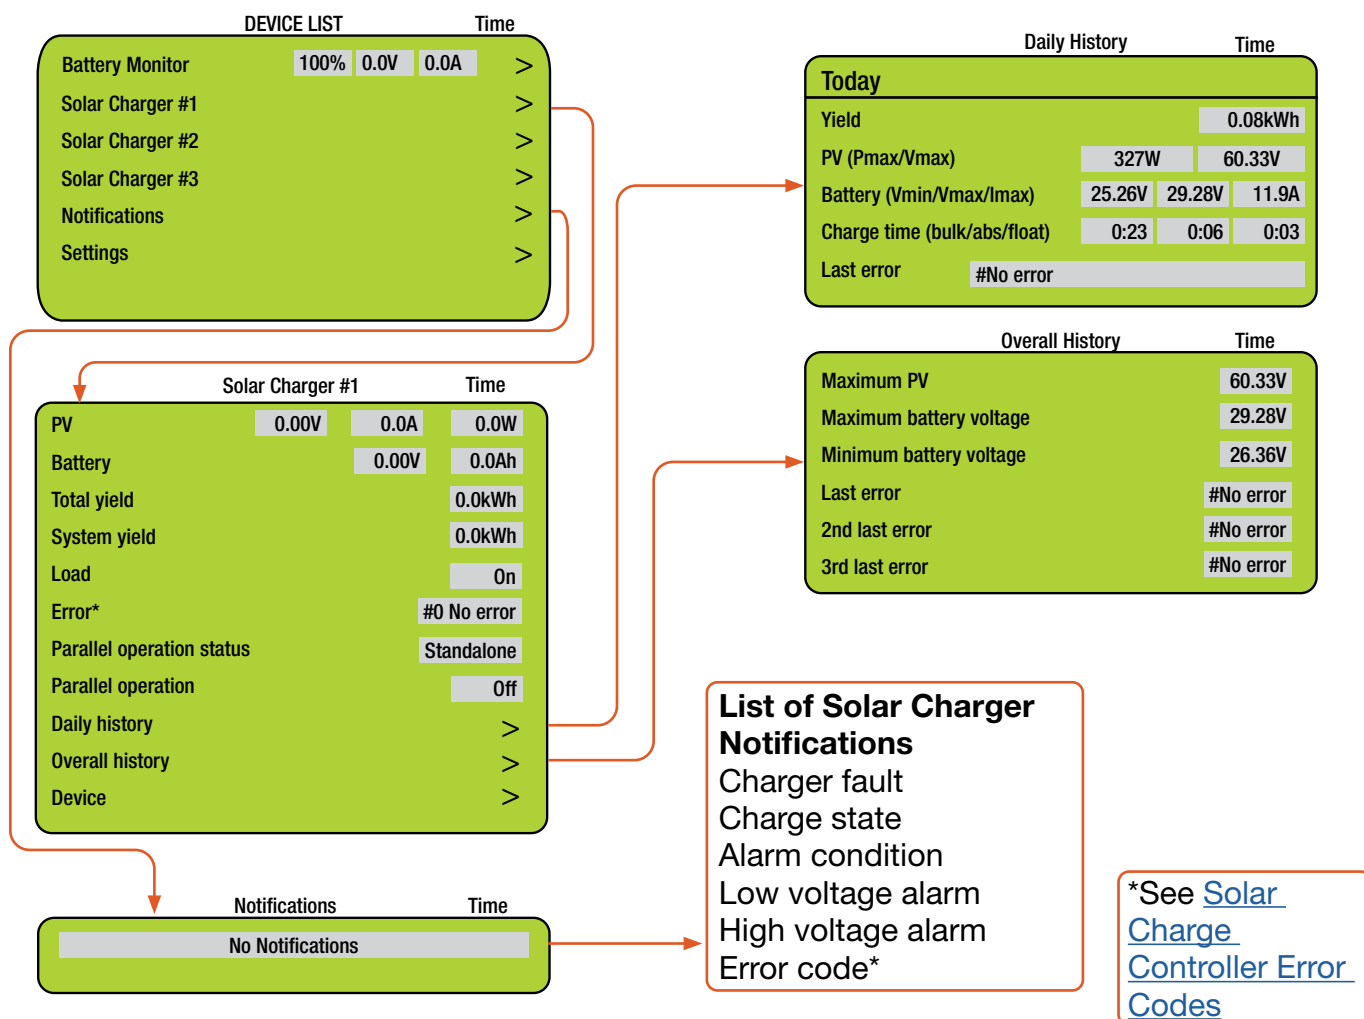 DEVICE LIST Time
Battery Monitor 100% 0.0V 0.0A >
Solar Charger #1 >
Solar Charger #2 >
Solar Charger #3 >
Notifications >
Settings >
Solar Charger #1 Time
PV 0.00V 0.0A 0.0W
Battery 0.00V 0.0Ah
Total yield 0.0kWh
System yield 0.0kWh
Load On
Error* #0 No error
Parallel operation status Standalone
Parallel operation Off
Daily history >
Overall history >
Device >
Notifications Time
No Notifications
Daily History Time
Today
Yield 0.08kWh
PV (Pmax/Vmax) 327W 60.33V
Battery (Vmin/Vmax/Imax) 25.26V 29.28V 11.9A
Charge time (bulk/abs/float) 0:23 0:06 0:03
Last error #No error
Overall History Time
Maximum PV 60.33V
Maximum battery voltage 29.28V
Minimum battery voltage 26.36V
Last error #No error
2nd last error #No error
3rd last error #No error
List of Solar Charger
Notifications
Charger fault
Charge state
Alarm condition
Low voltage alarm
High voltage alarm
Error code*
*See Solar
Charge
Controller Error
Codes